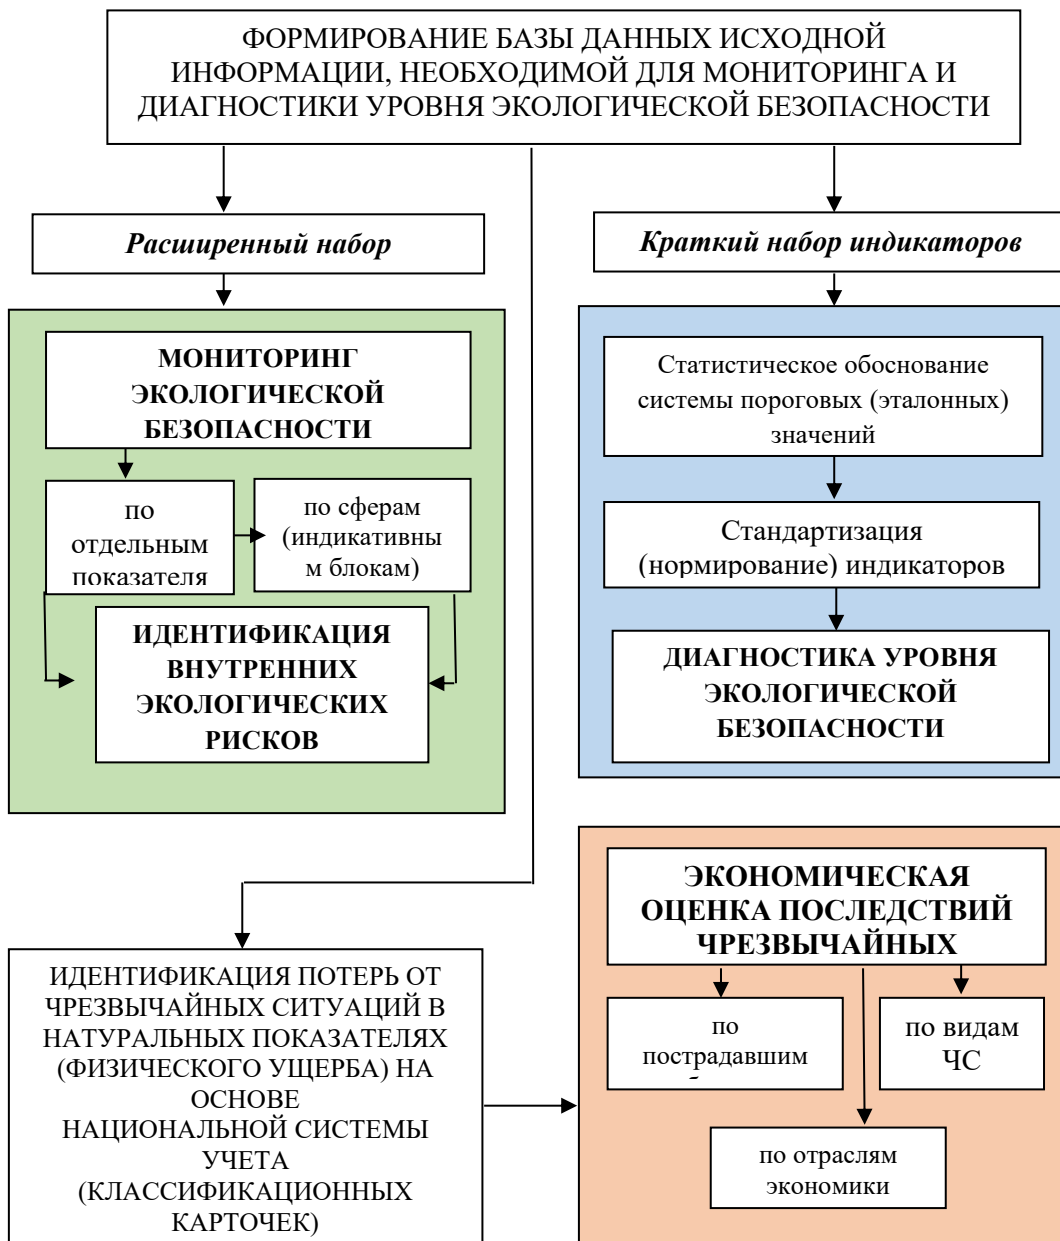 ФОРМИРОВАНИЕ БАЗЫ ДАННЫХ ИСХОДНОЙ
ИНФОРМАЦИИ, НЕОБХОДИМОЙ ДЛЯ МОНИТОРИНГА И
ДИАГНОСТИКИ УРОВНЯ ЭКОЛОГИЧЕСКОЙ БЕЗОПАСНОСТИ
Расширенный набор
Краткий набор индикаторов
МОНИТОРИНГ
ЭКОЛОГИЧЕСКОЙ
БЕЗОПАСНОСТИ
по
отдельным
показателя
по сферам
(индикативны
м блокам)
ИДЕНТИФИКАЦИЯ
ВНУТРЕННИХ
ЭКОЛОГИЧЕСКИХ
РИСКОВ
Статистическое обоснование
системы пороговых (эталонных)
значений
Стандартизация
(нормирование) индикаторов
ДИАГНОСТИКА УРОВНЯ
ЭКОЛОГИЧЕСКОЙ
БЕЗОПАСНОСТИ
ИДЕНТИФИКАЦИЯ ПОТЕРЬ ОТ
ЧРЕЗВЫЧАЙНЫХ СИТУАЦИЙ В
НАТУРАЛЬНЫХ ПОКАЗАТЕЛЯХ
(ФИЗИЧЕСКОГО УЩЕРБА) НА
ОСНОВЕ
НАЦИОНАЛЬНОЙ СИСТЕМЫ
УЧЕТА
(КЛАССИФИКАЦИОННЫХ
КАРТОЧЕК)
ЭКОНОМИЧЕСКАЯ
ОЦЕНКА ПОСЛЕДСТВИЙ
ЧРЕЗВЫЧАЙНЫХ
по
пострадавшим
по видам
ЧС
по отраслям
экономики